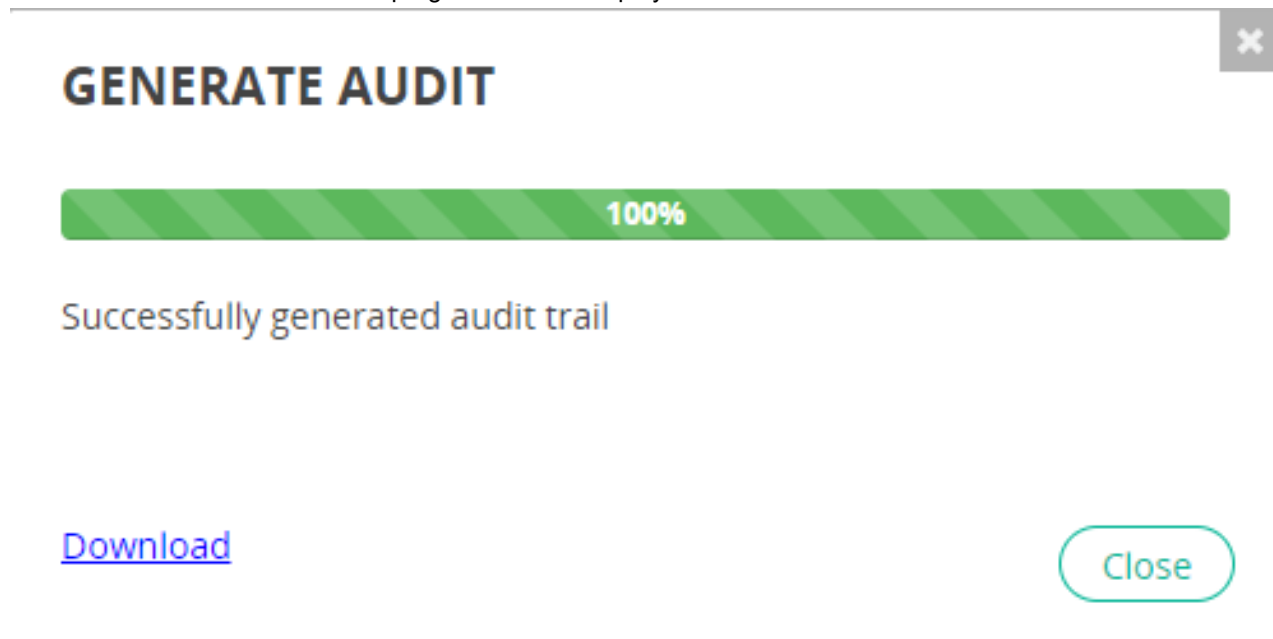 GENERATE AUDIT
100%
Successfully generated audit trail
Download
Close